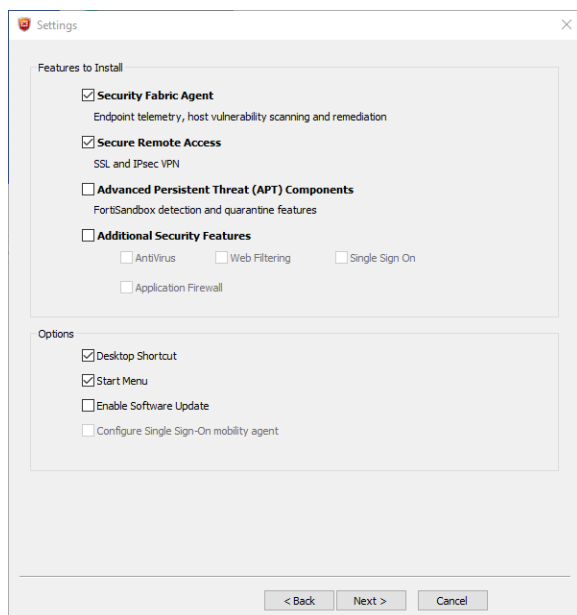 Settings
Features to Install
Security Fabric Agent
Endpoint telemetry, host vulnerability scanning and remediation
Secure Remote Access
SSL and IPsec VPN
Advanced Persistent Threat (APT) Components
FortiSandbox detection and quarantine features
Additional Security Features
AntiVirus Web Filtering Single Sign On
Application Firewall
Options
Desktop Shortcut
Start Menu
Enable Software Update
Configure Single Sign-On mobility agent
< Back Next > Cancel